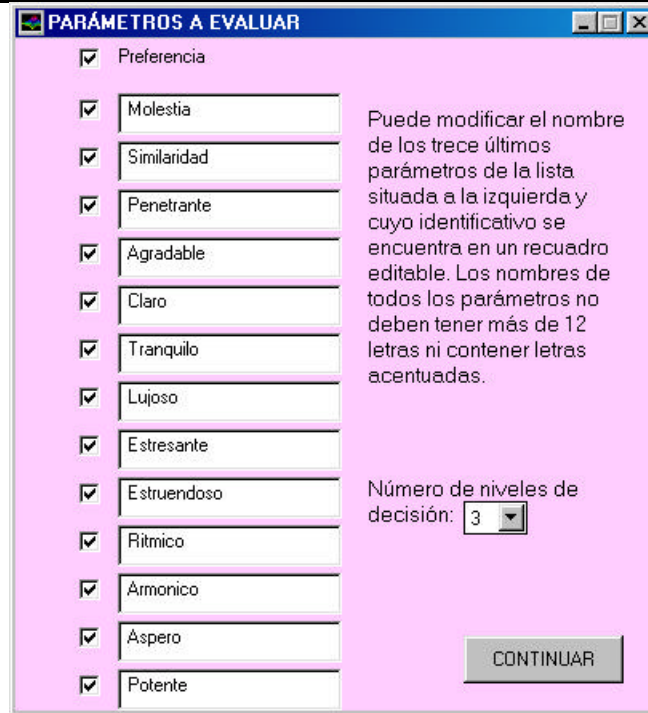 PARÁMETROS A EVALUAR
Preferencia
Molestia
Similaridad
Penetrante
Agradable
Claro
Tranquilo
Lujoso
Estresante
Estruendoso
Ritmico
Armonico
Aspero
Potente
Puede modificar el nombre
de los trece últimos
parámetros de la lista
situada a la izquierda y
cuyo identificativo se
encuentra en un recuadro
editable. Los nombres de
todos los parámetros no
deben tener más de 12
letras ni contener letras
acentuadas.
Número de niveles de
decisión: 3
CONTINUAR